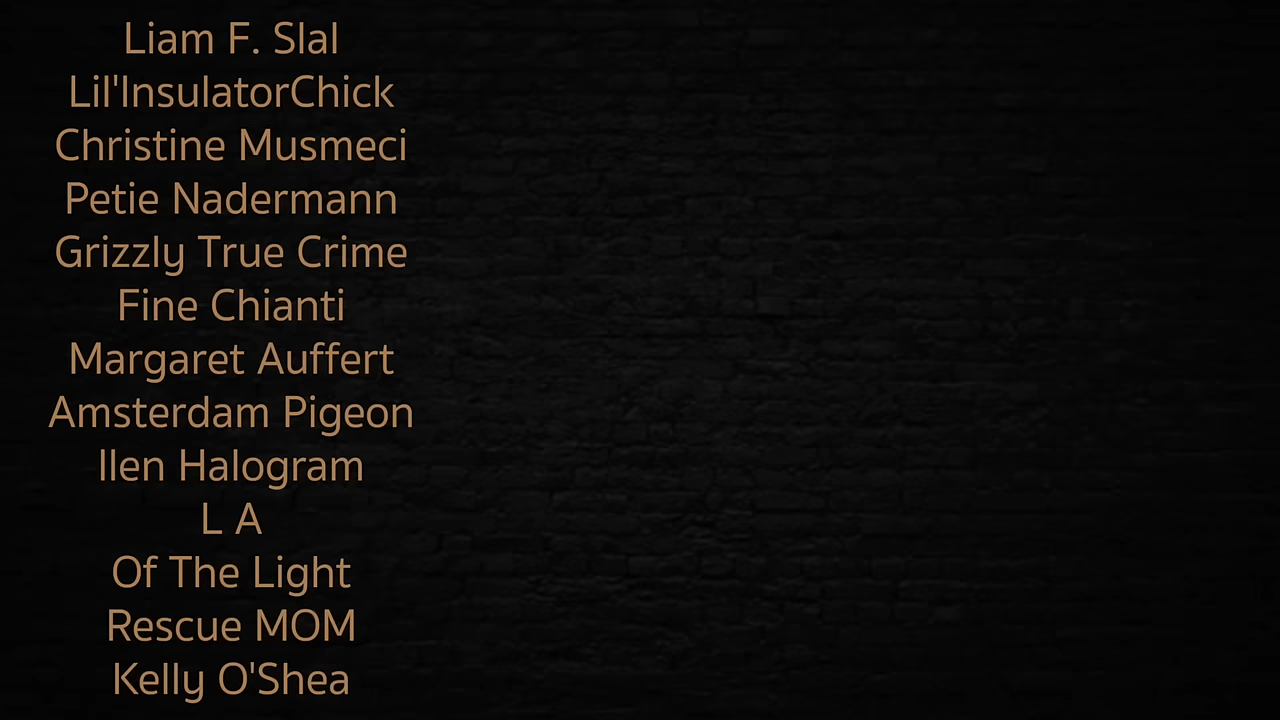 Liam F. Slal
Lil'InsulatorChick
Christine Musmeci
Petie Nadermann
Grizzly True Crime
Fine Chianti
Margaret Auffert
Amsterdam Pigeon
Ilen Halogram
L A
Of The Light
Rescue MOM
Kelly O'Shea